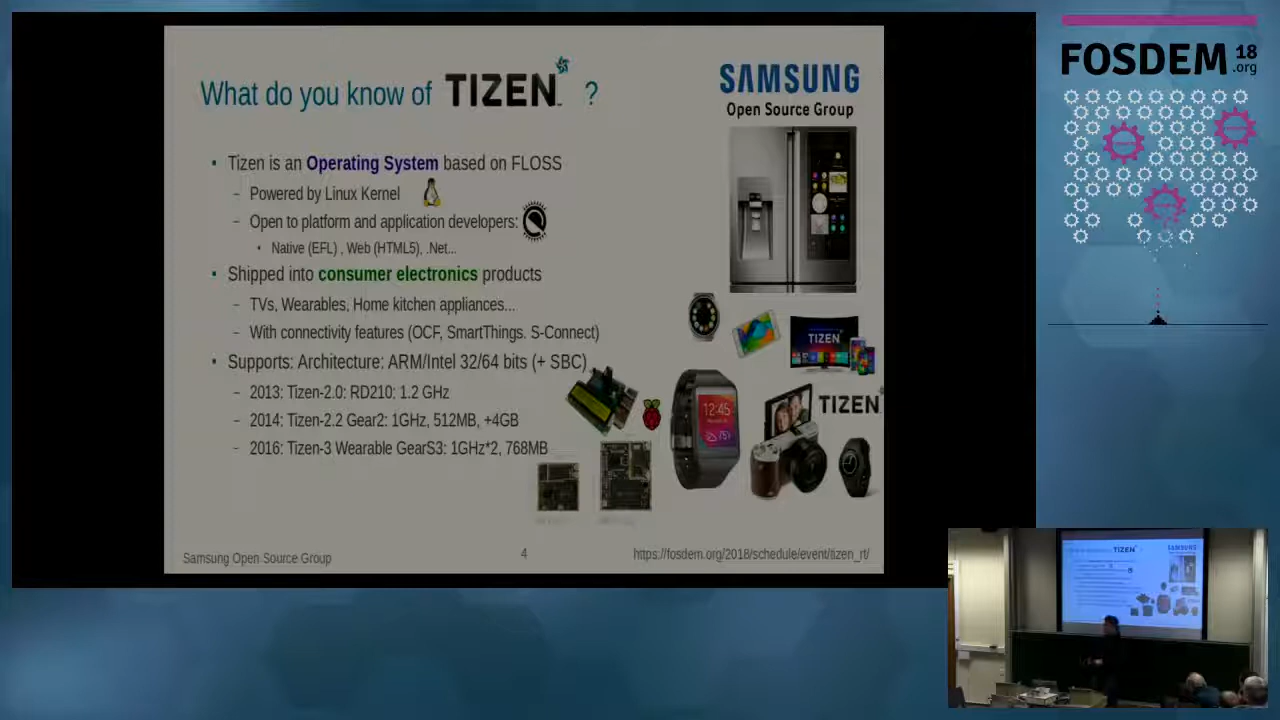 What do you know of TIZEN ?
SAMSUNG
Open Source Group
• Tizen is an Operating System based on FLOSS
– Powered by Linux Kernel
– Open to platform and application developers:
• Native (EFL) , Web (HTML5), .Net...
• Shipped into consumer electronics products
– TVs, Wearables, Home kitchen appliances...
– With connectivity features (OCF, SmartThings. S-Connect)
• Supports: Architecture: ARM/Intel 32/64 bits (+ SBC)
– 2013: Tizen-2.0: RD210: 1.2 GHz
– 2014: Tizen-2.2 Gear2: 1GHz, 512MB, +4GB
– 2016: Tizen-3 Wearable GearS3: 1GHz*2, 768MB
TIZEN
12:45
TIZEN
Samsung Open Source Group
4
https://fosdem.org/2018/schedule/event/tizen_rt/
FOSDEM 18
.org
TIZEN
SAMSUNG